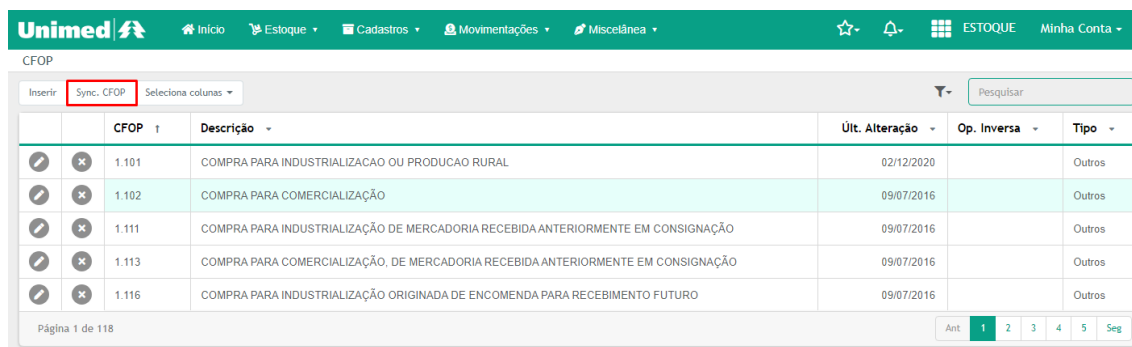 Unimed Início Estoque Cadastros Movimentações Miscelânea ESTOQUE Minha Conta
CFOP
Inserir Sync. CFOP Seleciona colunas Pesquisar
CFOP ↑ Descrição Últ. Alteração Op. Inversa Tipo
1.101 COMPRA PARA INDUSTRIALIZACAO OU PRODUCAO RURAL 02/12/2020 Outros
1.102 COMPRA PARA COMERCIALIZAÇÃO 09/07/2016 Outros
1.111 COMPRA PARA INDUSTRIALIZAÇÃO DE MERCADORIA RECEBIDA ANTERIORMENTE EM CONSIGNAÇÃO 09/07/2016 Outros
1.113 COMPRA PARA COMERCIALIZAÇÃO, DE MERCADORIA RECEBIDA ANTERIORMENTE EM CONSIGNAÇÃO 09/07/2016 Outros
1.116 COMPRA PARA INDUSTRIALIZAÇÃO ORIGINADA DE ENCOMENDA PARA RECEBIMENTO FUTURO 09/07/2016 Outros
Página 1 de 118 Ant 1 2 3 4 5 Seg